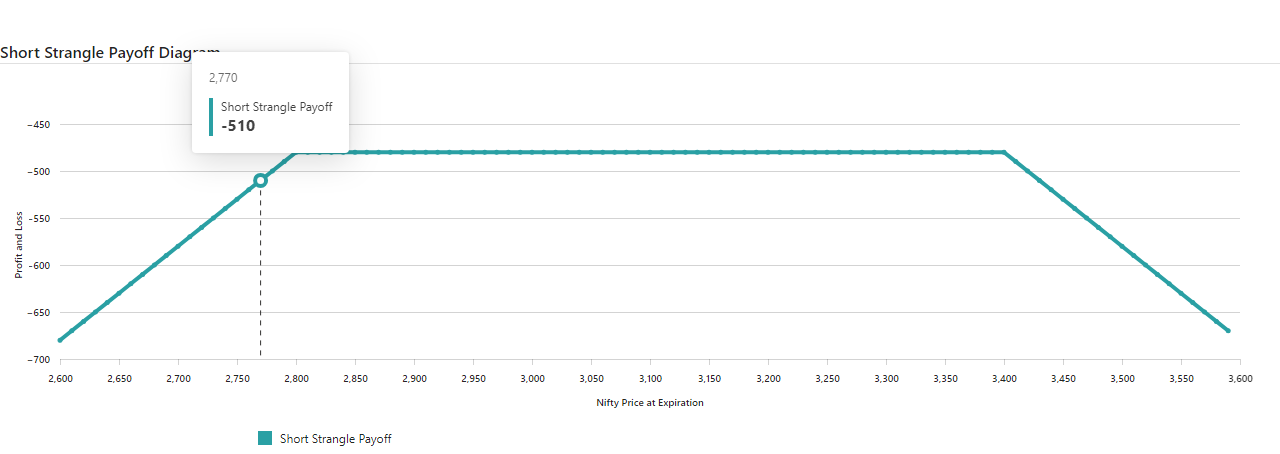 Short Strangle Payoff Diagram
2,770
Short Strangle Payoff
-510
−450
−500
−550
−600
−650
−700
Profit and Loss
2,600 2,650 2,700 2,750 2,800 2,850 2,900 2,950 3,000 3,050 3,100 3,150 3,200 3,250 3,300 3,350 3,400 3,450 3,500 3,550 3,600
Nifty Price at Expiration
Short Strangle Payoff